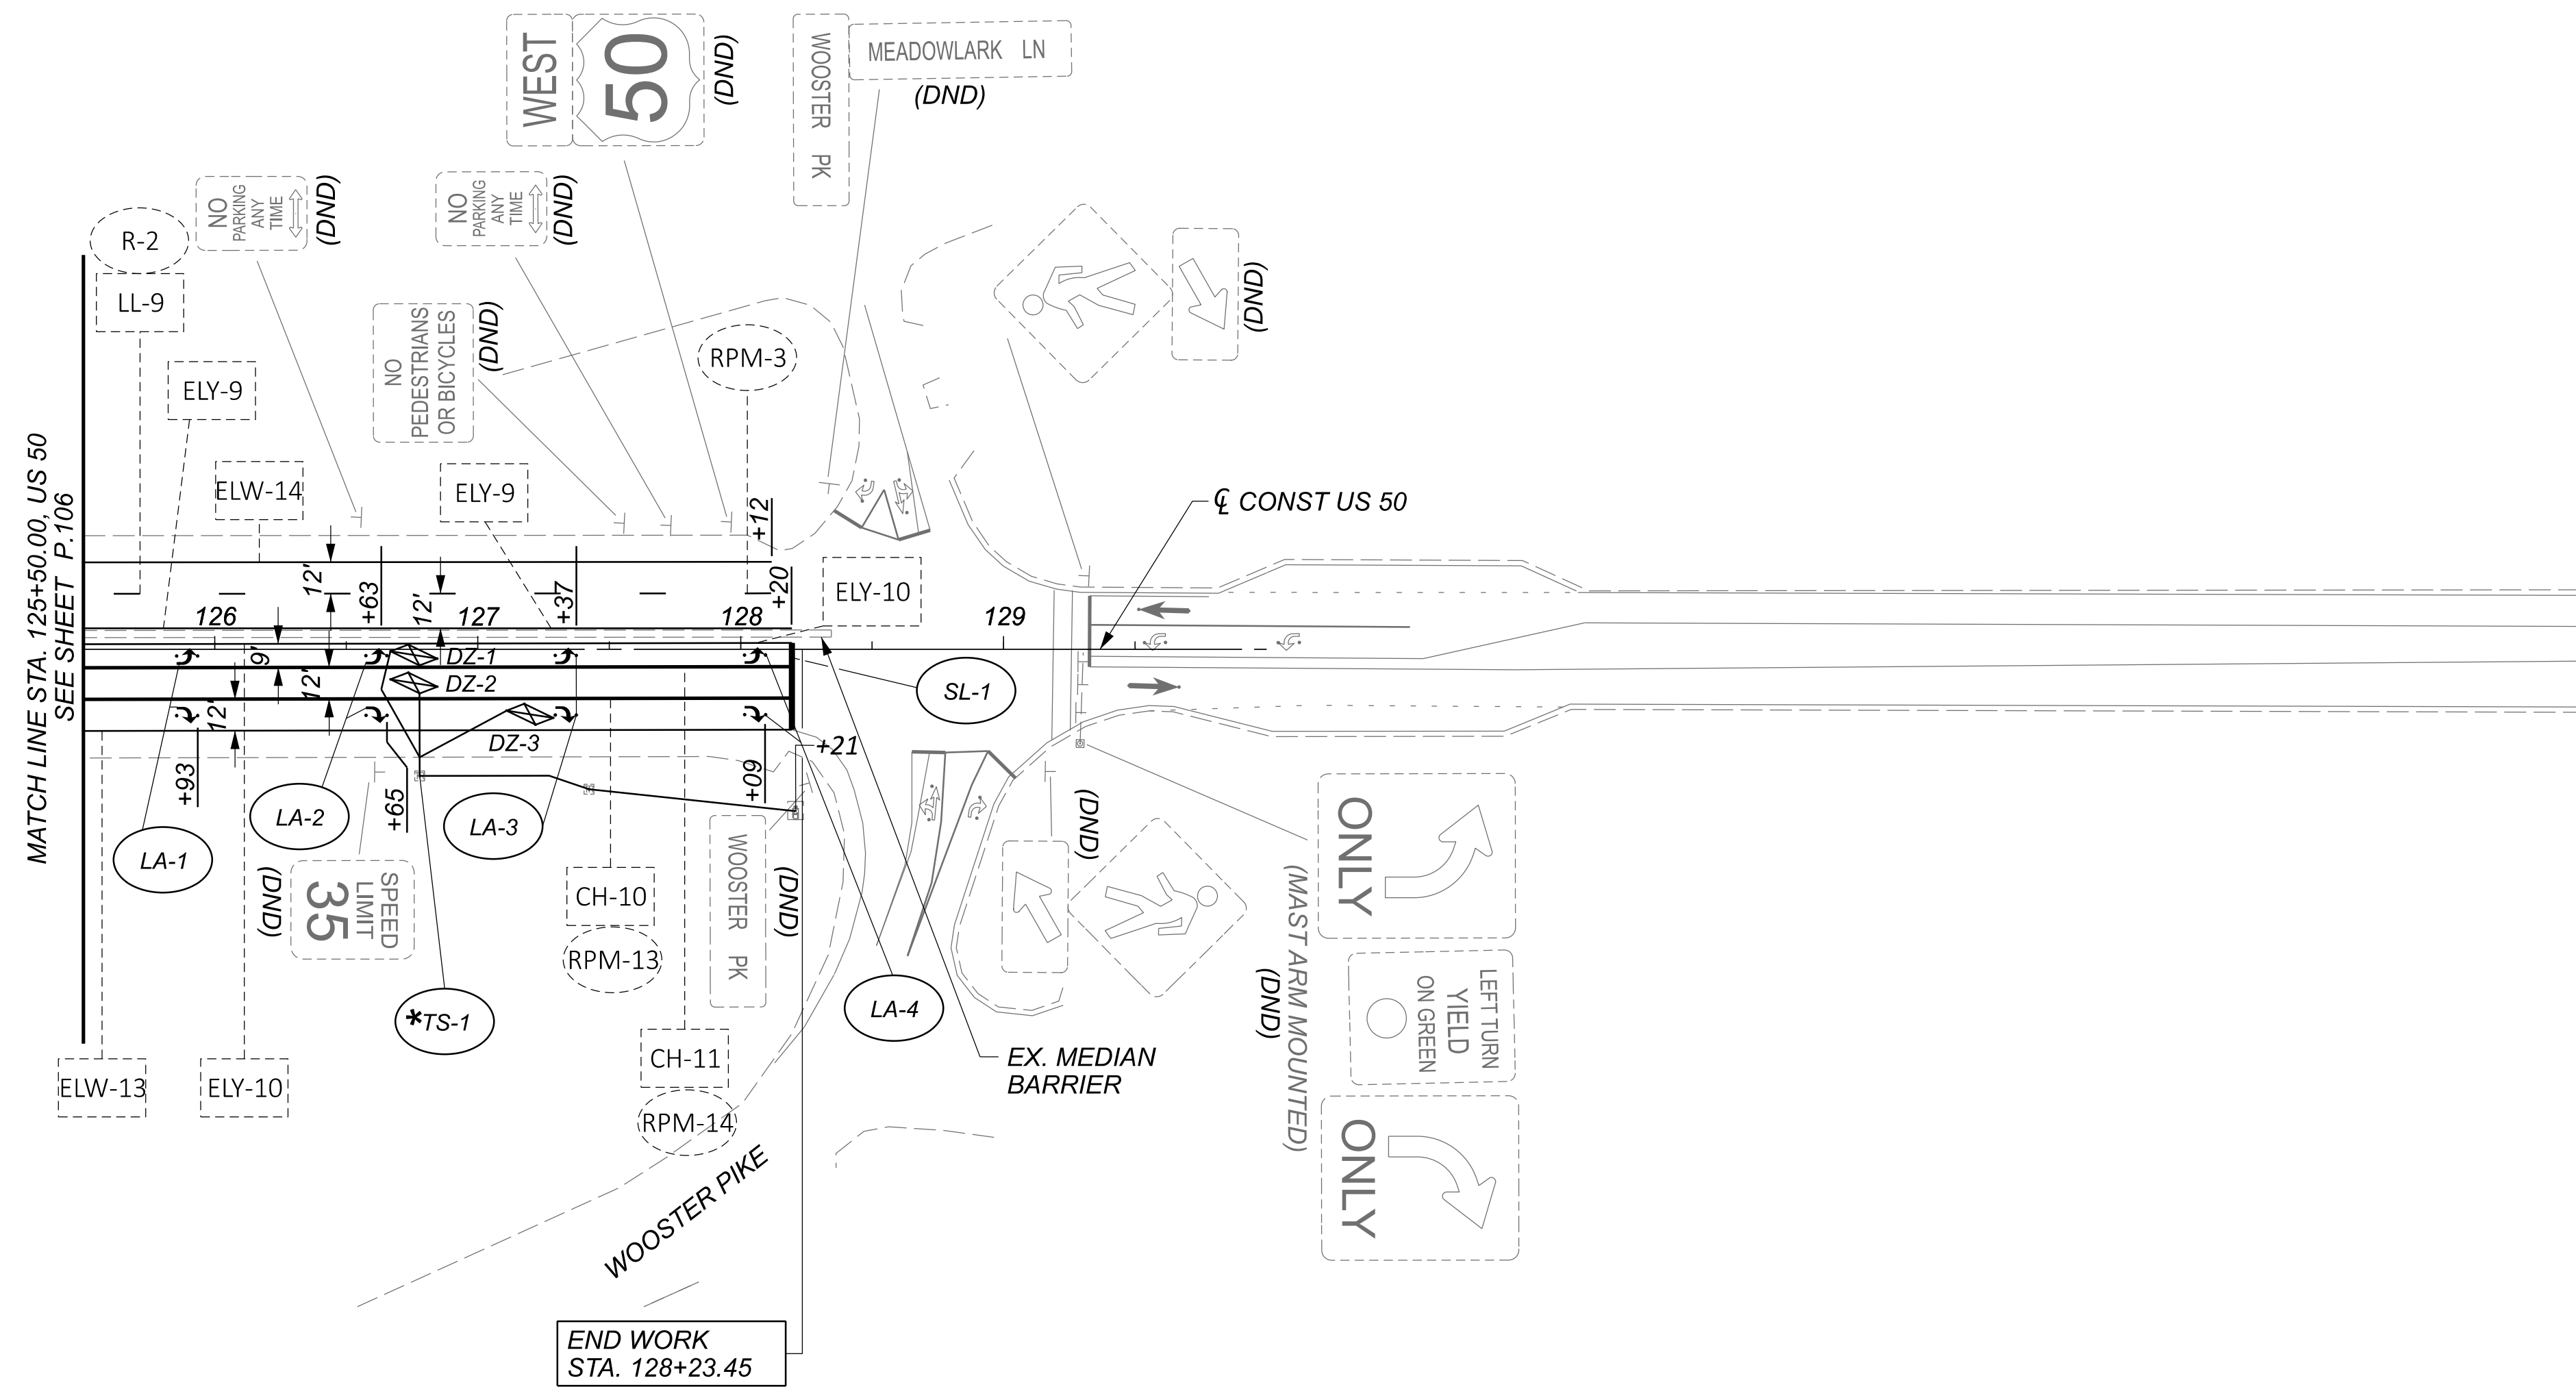 WEST
50
(DND)
WOOSTER PK
MEADOWLARK LN
(DND)
NO
PARKING
ANY
TIME
(DND)
NO
PARKING
ANY
TIME
(DND)
R-2
LL-9
ELY-9
NO
PEDESTRIANS
OR BICYCLES
(DND)
RPM-3
(DND)
MATCH LINE STA. 125+50.00, US 50
SEE SHEET P.106
ELW-14
ELY-9
+12
℄ CONST US 50
12'
+63
12'
+37
+20
ELY-10
126
127
128
129
9'
12'
12'
DZ-1
DZ-2
DZ-3
SL-1
+93
+65
+09
+21
LA-1
LA-2
LA-3
LA-4
(DND)
SPEED
LIMIT
35
*TS-1
CH-10
RPM-13
WOOSTER PK
(DND)
(DND)
ONLY
(MAST ARM MOUNTED)
(DND)
LEFT TURN
YIELD
ON GREEN
ONLY
ELW-13
ELY-10
CH-11
RPM-14
EX. MEDIAN
BARRIER
WOOSTER PIKE
END WORK
STA. 128+23.45